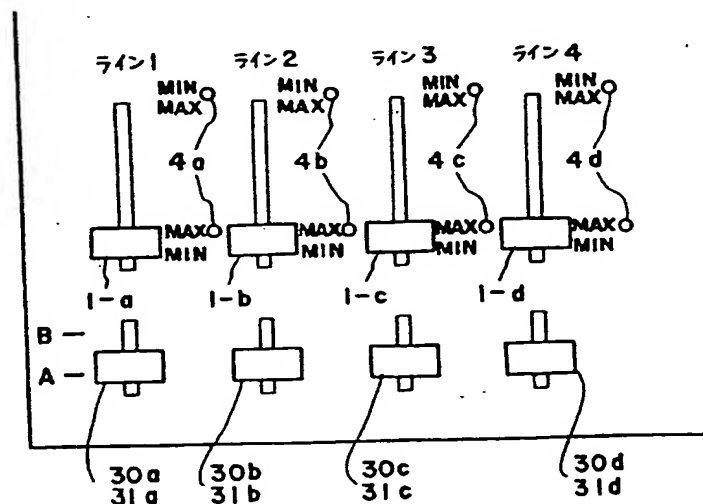 ライン1 ライン2 ライン3 ライン4
MIN MIN MIN MIN
MAX MAX MAX MAX
4a 4b 4c 4d
MAX MAX MAX MAX
MIN MIN MIN MIN
1-a 1-b 1-c 1-d
B
A
30a 30b 30c 30d
31a 31b 31c 31d